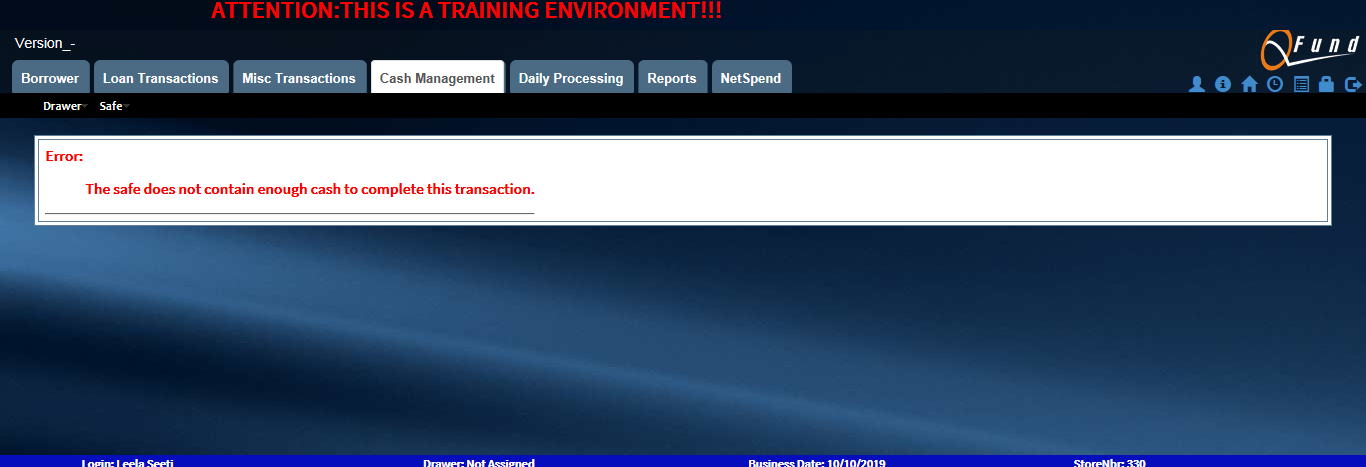 ATTENTION:THIS IS A TRAINING ENVIRONMENT!!!
Version_-
Fund
Borrower Loan Transactions Misc Transactions Cash Management Daily Processing Reports NetSpend
Drawer Safe
Error:
The safe does not contain enough cash to complete this transaction.
Login: Leela Seeti Drawer: Not Assigned Business Date: 10/10/2019 StoreNbr: 330